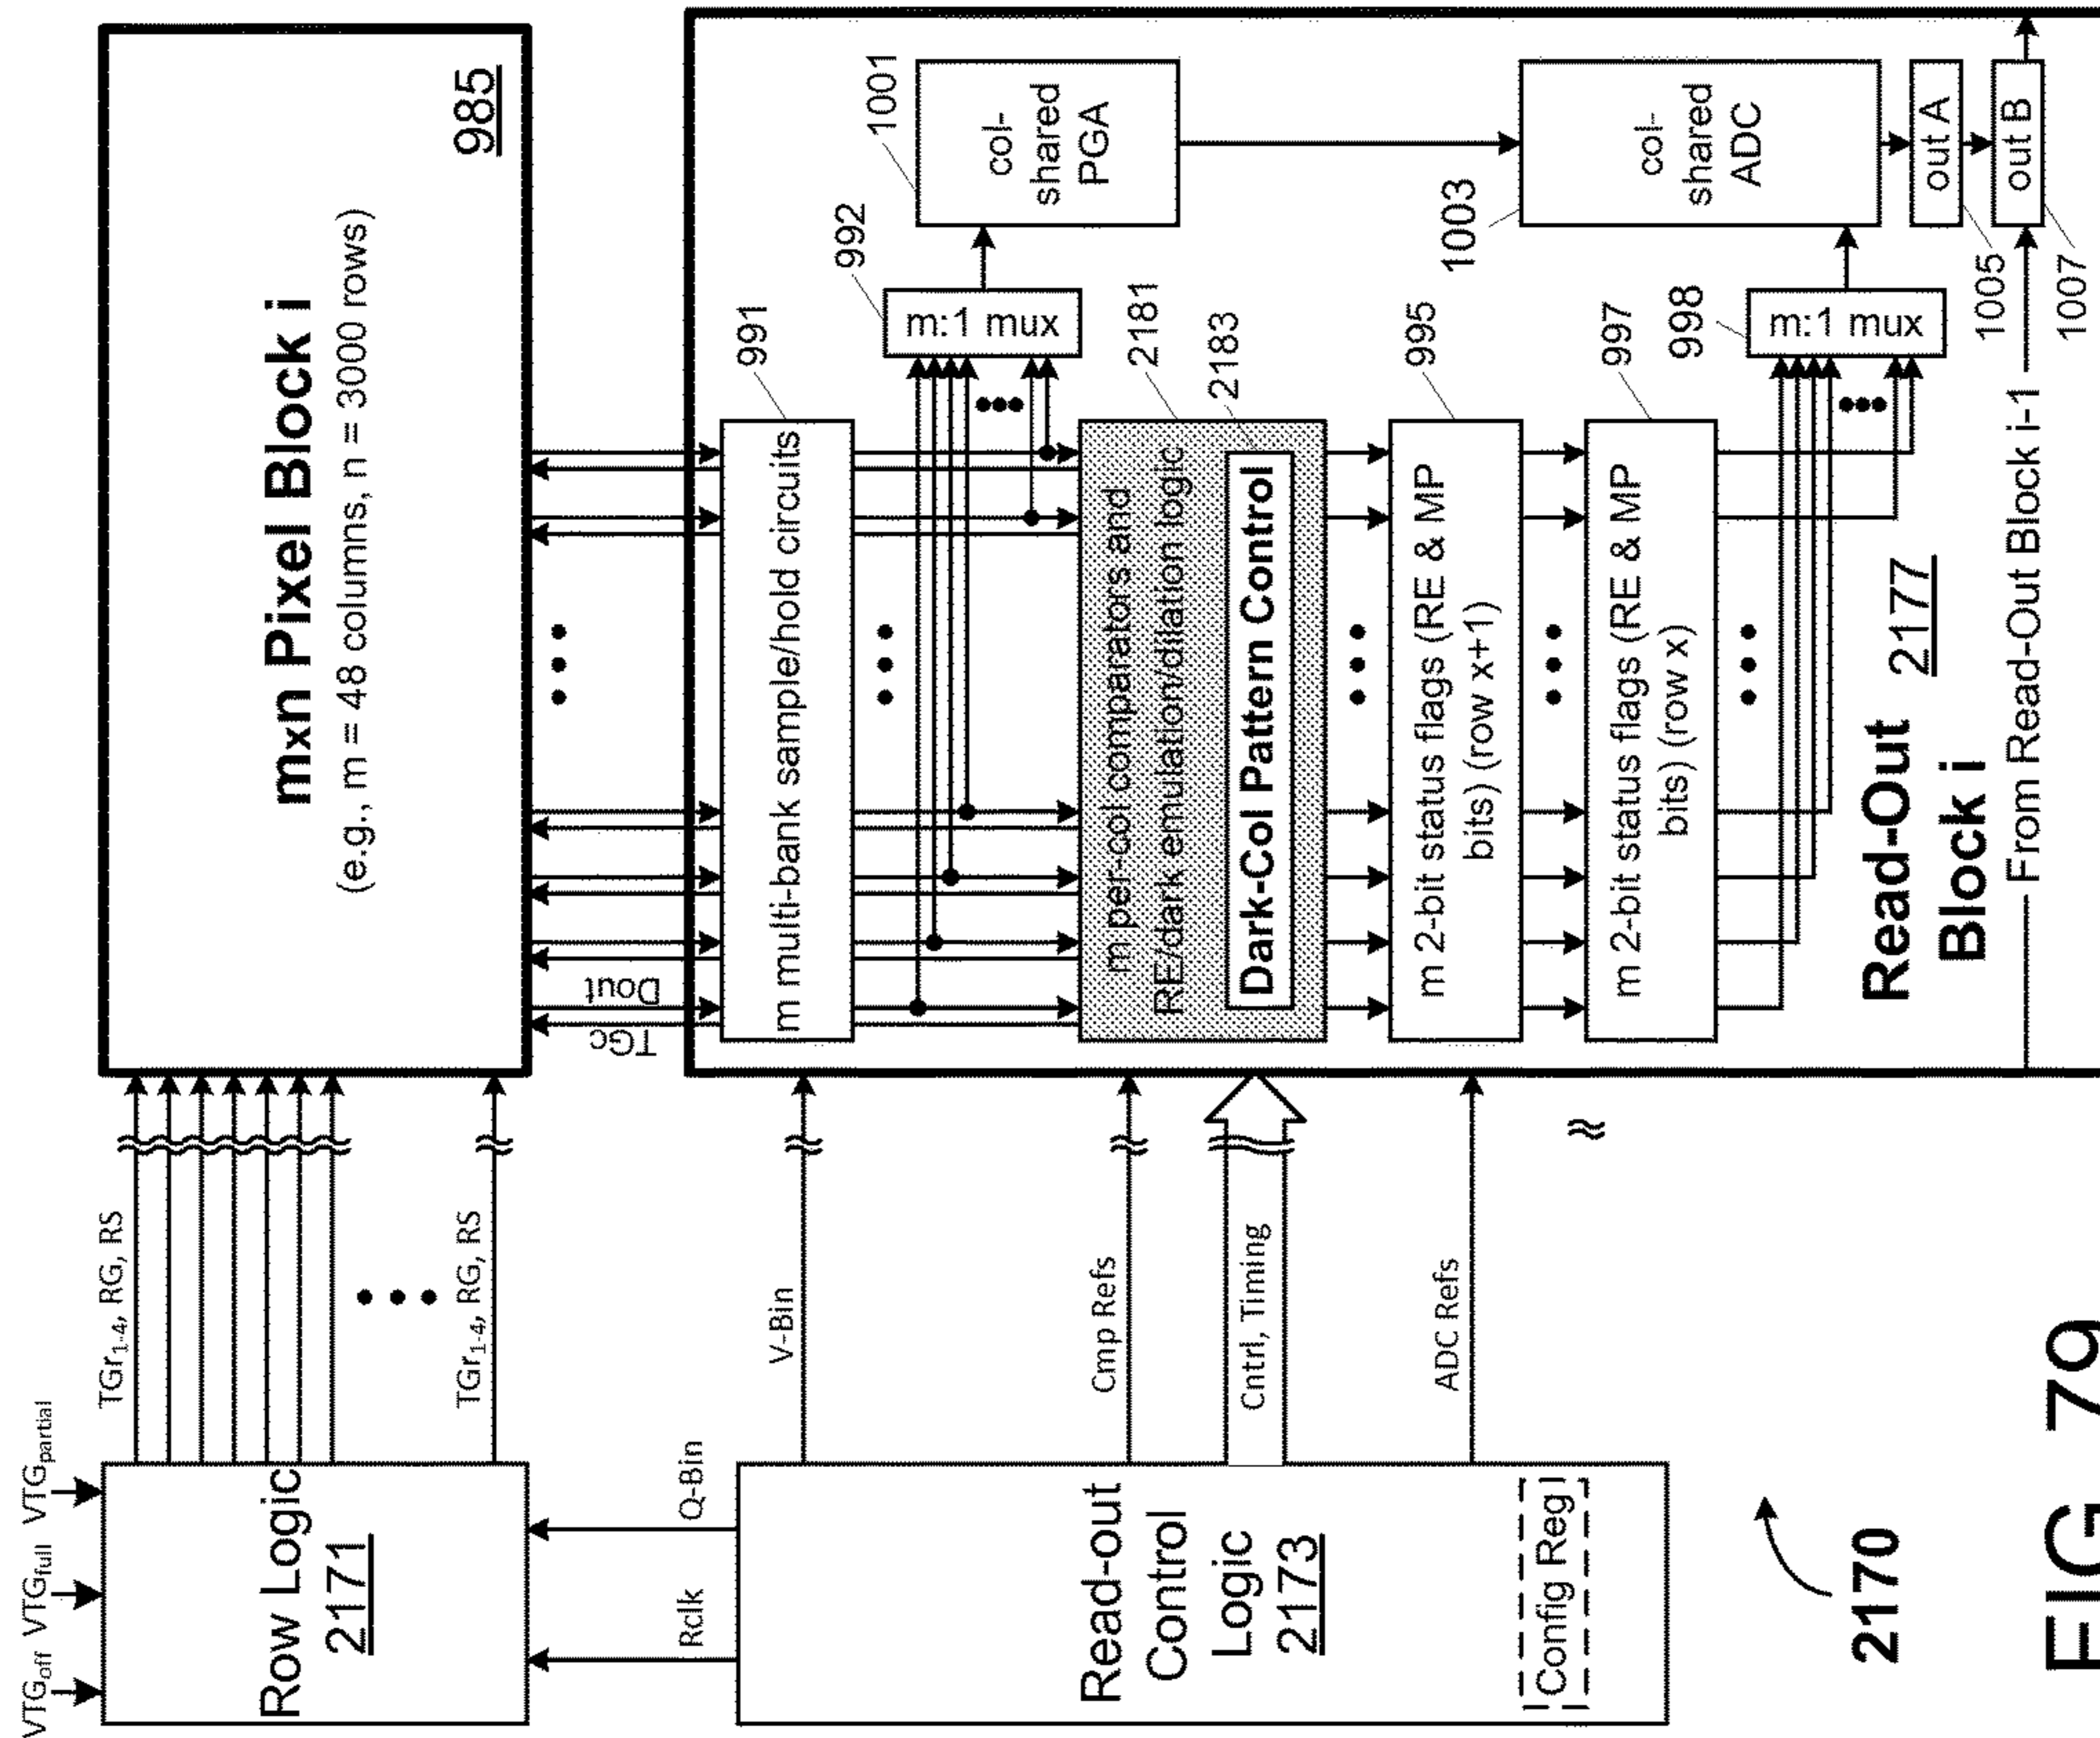 VTGoff VTGfull VTGpartial
Row Logic
2171
TGr1-4, RG, RS
TGr1-4, RG, RS
mxn Pixel Block i
(e.g., m = 48 columns, n = 3000 rows)
985
Rclk
Q-Bin
TGc
Dout
Read-out
Control
Logic
2173
Config Reg
V-Bin
Cmp Refs
Cntrl, Timing
ADC Refs
991
m multi-bank sample/hold circuits
992
m:1 mux
1001
col-
shared
PGA
2181
m per-col comparators and
RE/dark emulation/dilation logic
2183
Dark-Col Pattern Control
995
m 2-bit status flags (RE & MP
bits) (row x+1)
997
m 2-bit status flags (RE & MP
bits) (row x)
998
m:1 mux
1003
col-
shared
ADC
out A
1005
out B
1007
Read-Out
Block i
2177
From Read-Out Block i-1
2170
FIG 79